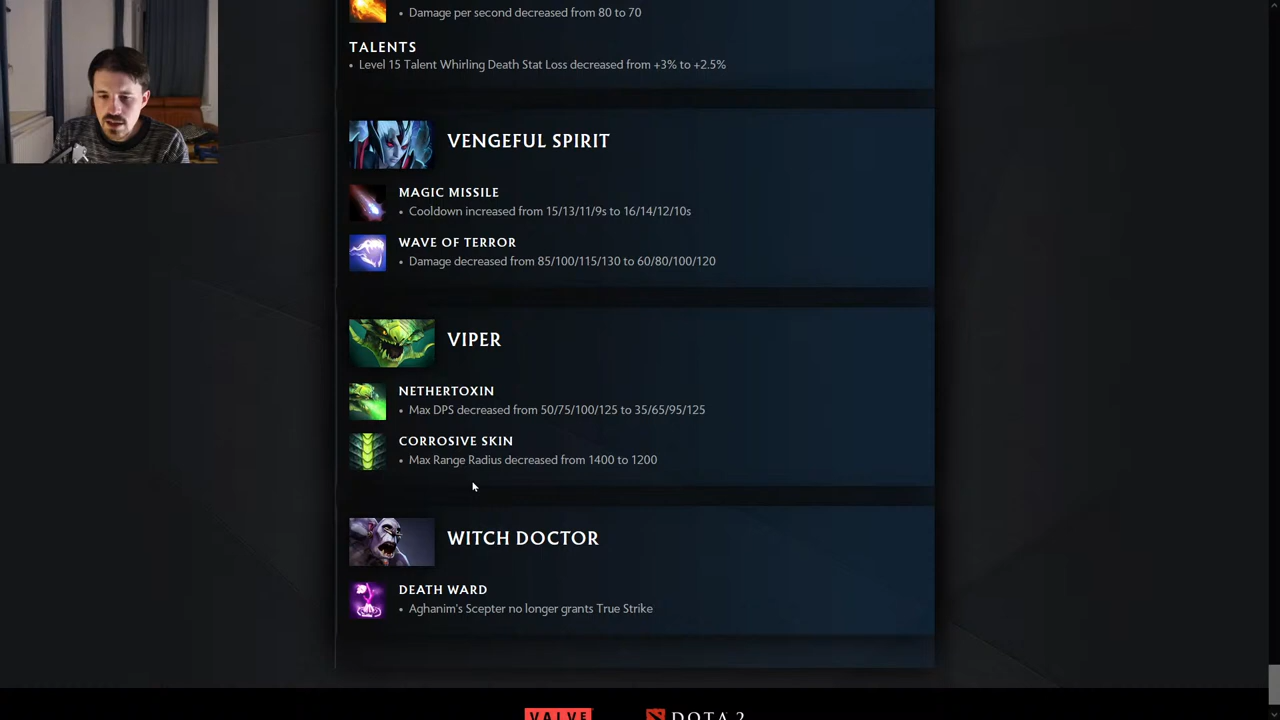 • Damage per second decreased from 80 to 70
TALENTS
• Level 15 Talent Whirling Death Stat Loss decreased from +3% to +2.5%
VENGEFUL SPIRIT
MAGIC MISSILE
• Cooldown increased from 15/13/11/9s to 16/14/12/10s
WAVE OF TERROR
• Damage decreased from 85/100/115/130 to 60/80/100/120
VIPER
NETHERTOXIN
• Max DPS decreased from 50/75/100/125 to 35/65/95/125
CORROSIVE SKIN
• Max Range Radius decreased from 1400 to 1200
WITCH DOCTOR
DEATH WARD
• Aghanim's Scepter no longer grants True Strike
VALVE DOTA 2